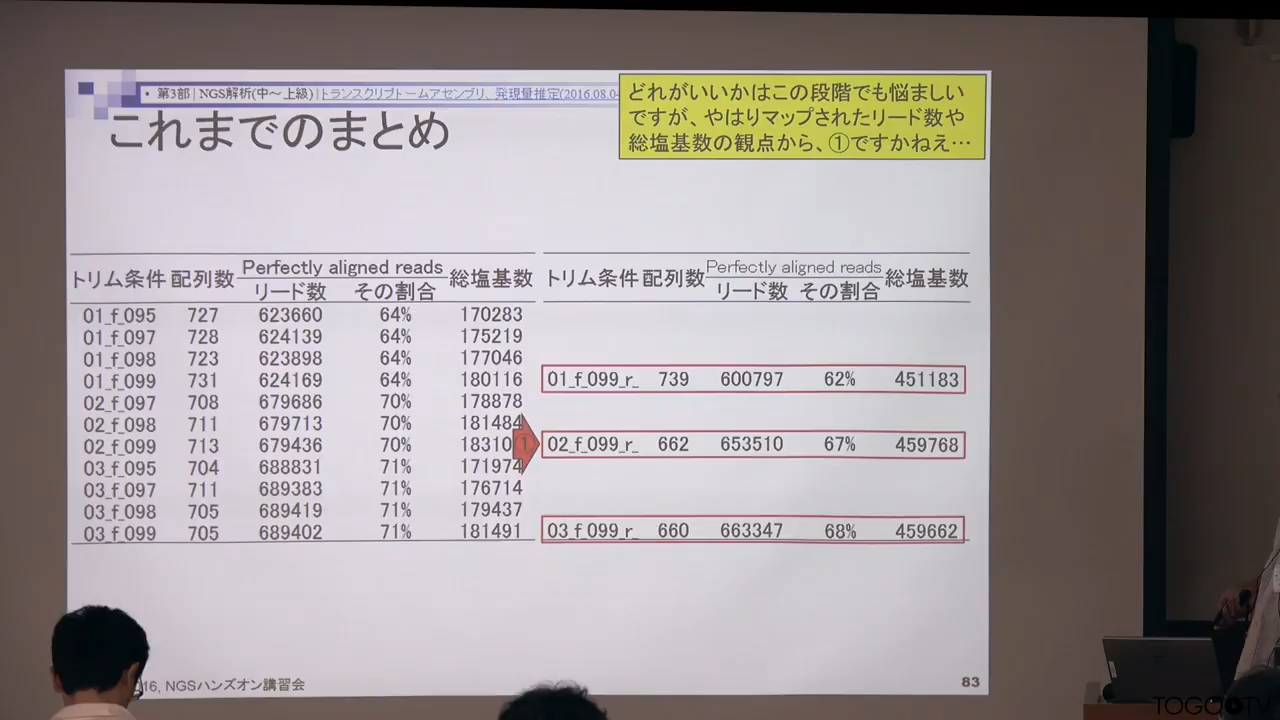 • 第3部 | NGS解析(中～上級) | トランスクリプトームアセンブリ、発現量推定(2016.08.0
これまでのまとめ
どれがいいかはこの段階でも悩ましい
ですが、やはりマップされたリード数や
総塩基数の観点から、①ですかねえ…
トリム条件 配列数 Perfectly aligned reads 総塩基数
リード数 その割合
01_f_095 727 623660 64% 170283
01_f_097 728 624139 64% 175219
01_f_098 723 623898 64% 177046
01_f_099 731 624169 64% 180116
02_f_097 708 679686 70% 178878
02_f_098 711 679713 70% 181484
02_f_099 713 679436 70% 18310
03_f_095 704 688831 71% 171974
03_f_097 711 689383 71% 176714
03_f_098 705 689419 71% 179437
03_f_099 705 689402 71% 181491
トリム条件 配列数 Perfectly aligned reads 総塩基数
リード数 その割合
01_f_099_r_ 739 600797 62% 451183
①
02_f_099_r_ 662 653510 67% 459768
03_f_099_r_ 660 663347 68% 459662
16, NGSハンズオン講習会
83
TOGOTV